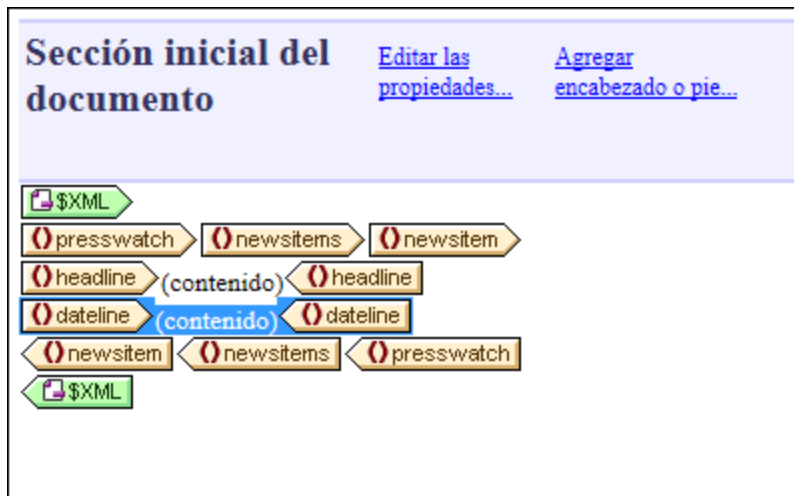 Sección inicial del documento
Editar las propiedades...
Agregar encabezado o pie...
$XML
()presswatch ()newsitems ()newsitem
()headline (contenido) ()headline
()dateline (contenido) ()dateline
()newsitem ()newsitems ()presswatch
$XML